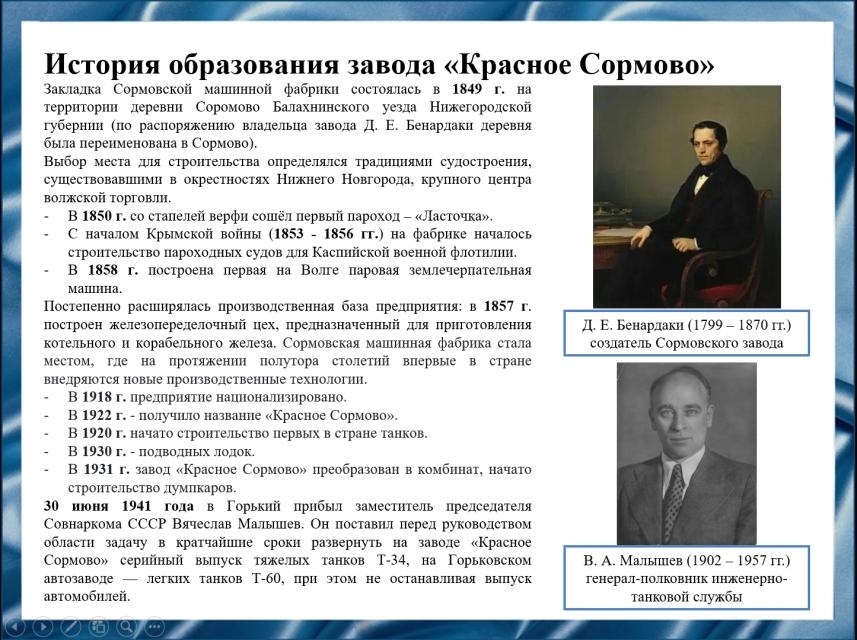 История образования завода «Красное Сормово»
Закладка Сормовской машинной фабрики состоялась в 1849 г. на
территории деревни Соромово Балахнинского уезда Нижегородской
губернии (по распоряжению владельца завода Д. Е. Бенардаки деревня
была переименована в Сормово).
Выбор места для строительства определялся традициями судостроения,
существовавшими в окрестностях Нижнего Новгорода, крупного центра
волжской торговли.
- В 1850 г. со стапелей верфи сошёл первый пароход – «Ласточка».
- С началом Крымской войны (1853 - 1856 гг.) на фабрике началось
строительство пароходных судов для Каспийской военной флотилии.
- В 1858 г. построена первая на Волге паровая землечерпательная
машина.
Постепенно расширялась производственная база предприятия: в 1857 г.
построен железопеределочный цех, предназначенный для приготовления
котельного и корабельного железа. Сормовская машинная фабрика стала
местом, где на протяжении полутора столетий впервые в стране
внедряются новые производственные технологии.
- В 1918 г. предприятие национализировано.
- В 1922 г. - получило название «Красное Сормово».
- В 1920 г. начато строительство первых в стране танков.
- В 1930 г. - подводных лодок.
- В 1931 г. завод «Красное Сормово» преобразован в комбинат, начато
строительство думпкаров.
30 июня 1941 года в Горький прибыл заместитель председателя
Совнаркома СССР Вячеслав Малышев. Он поставил перед руководством
области задачу в кратчайшие сроки развернуть на заводе «Красное
Сормово» серийный выпуск тяжелых танков Т-34, на Горьковском
автозаводе — легких танков Т-60, при этом не останавливая выпуск
автомобилей.
Д. Е. Бенардаки (1799 – 1870 гг.)
создатель Сормовского завода
В. А. Малышев (1902 – 1957 гг.)
генерал-полковник инженерно-
танковой службы